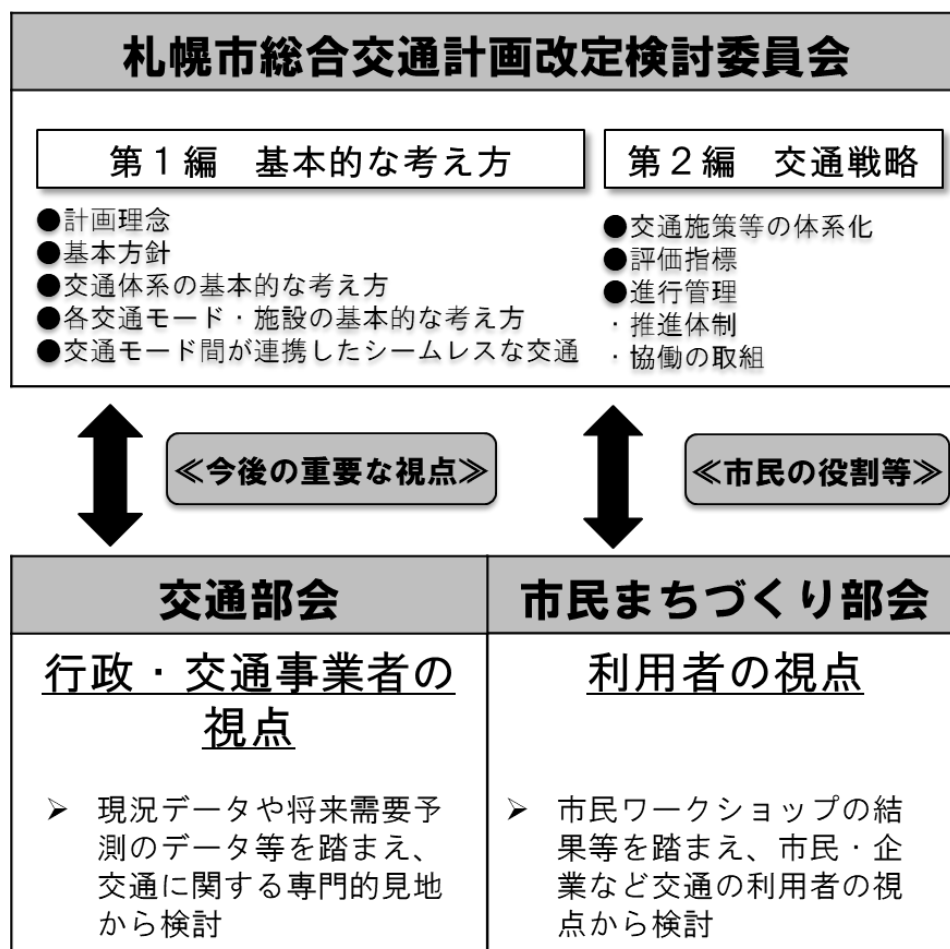 札幌市総合交通計画改定検討委員会
第1編　基本的な考え方
●計画理念
●基本方針
●交通体系の基本的な考え方
●各交通モード・施設の基本的な考え方
●交通モード間が連携したシームレスな交通
第2編　交通戦略
●交通施策等の体系化
●評価指標
●進行管理
・推進体制
・協働の取組
≪今後の重要な視点≫
≪市民の役割等≫
交通部会
行政・交通事業者の
視点
➢ 現況データや将来需要予
測のデータ等を踏まえ、
交通に関する専門的見地
から検討
市民まちづくり部会
利用者の視点
➢ 市民ワークショップの結
果等を踏まえ、市民・企
業など交通の利用者の視
点から検討